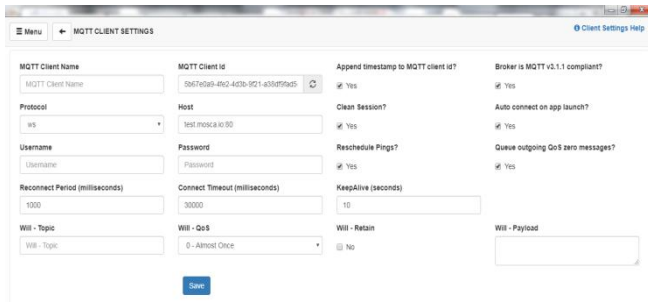 Menu
MQTT CLIENT SETTINGS
Client Settings Help
MQTT Client Name
MQTT Client Id
Append timestamp to MQTT client id?
Broker is MQTT v3.1.1 compliant?
MQTT Client Name
5b67e0a9-4fe2-4d3b-9f21-a38df9fad5
Yes
Yes
Protocol
Host
Clean Session?
Auto connect on app launch?
ws
test.mosca.io:80
Yes
Yes
Username
Password
Reschedule Pings?
Queue outgoing QoS zero messages?
Username
Password
Yes
Yes
Reconnect Period (milliseconds)
Connect Timeout (milliseconds)
KeepAlive (seconds)
1000
30000
10
Will - Topic
Will - QoS
Will - Retain
Will - Payload
Will - Topic
0 - Almost Once
No
Save